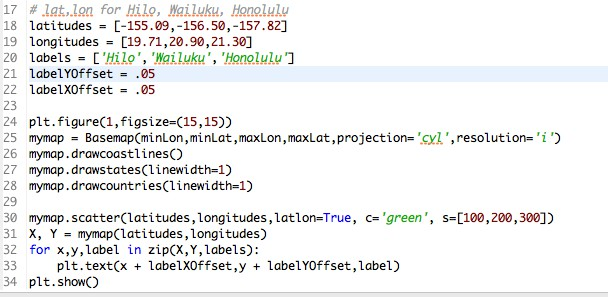 17 # lat,lon for Hilo, Wailuku, Honolulu
18 latitudes = [-155.09,-156.50,-157.82]
19 longitudes = [19.71,20.90,21.30]
20 labels = ['Hilo','Wailuku','Honolulu']
21 labelYOffset = .05
22 labelXOffset = .05
23
24 plt.figure(1,figsize=(15,15))
25 mymap = Basemap(minLon,minLat,maxLon,maxLat,projection='cyl',resolution='i')
26 mymap.drawcoastlines()
27 mymap.drawstates(linewidth=1)
28 mymap.drawcountries(linewidth=1)
29
30 mymap.scatter(latitudes,longitudes,latlon=True, c='green', s=[100,200,300])
31 X, Y = mymap(latitudes,longitudes)
32 for x,y,label in zip(X,Y,labels):
33     plt.text(x + labelXOffset,y + labelYOffset,label)
34 plt.show()